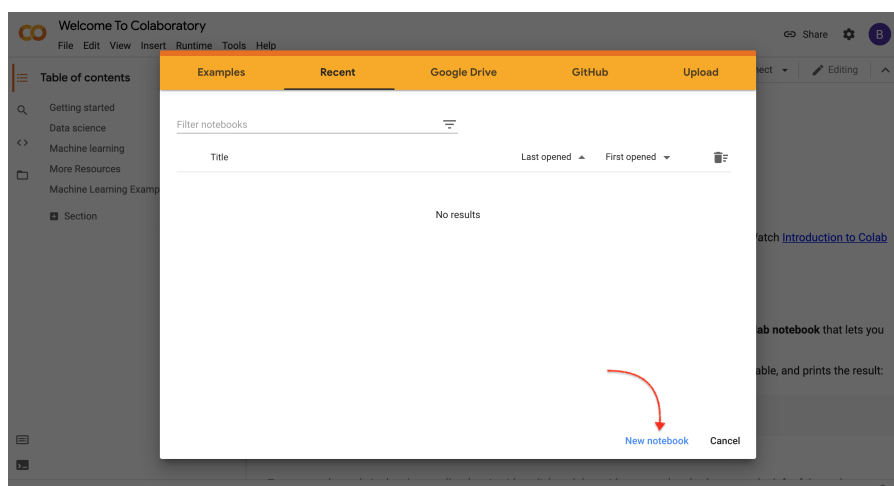 Welcome To Colaboratory
File Edit View Insert Runtime Tools Help
Share
B
Table of contents
Getting started
Data science
Machine learning
More Resources
Machine Learning Examp
Section
Examples Recent Google Drive GitHub Upload
Editing
Filter notebooks
Title Last opened First opened
No results
New notebook Cancel
Introduction to Colab
notebook that lets you
able, and prints the result: